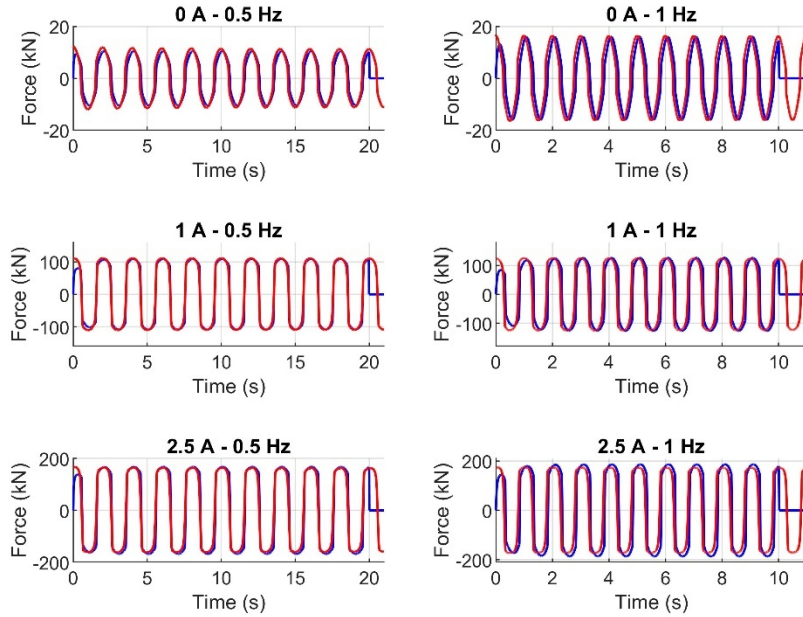 0 A - 0.5 Hz
20
0
-20
Force (kN)
0 5 10 15 20
Time (s)
0 A - 1 Hz
20
0
-20
Force (kN)
0 2 4 6 8 10
Time (s)
1 A - 0.5 Hz
100
0
-100
Force (kN)
0 5 10 15 20
Time (s)
1 A - 1 Hz
100
0
-100
Force (kN)
0 2 4 6 8 10
Time (s)
2.5 A - 0.5 Hz
200
0
-200
Force (kN)
0 5 10 15 20
Time (s)
2.5 A - 1 Hz
200
0
-200
Force (kN)
0 2 4 6 8 10
Time (s)